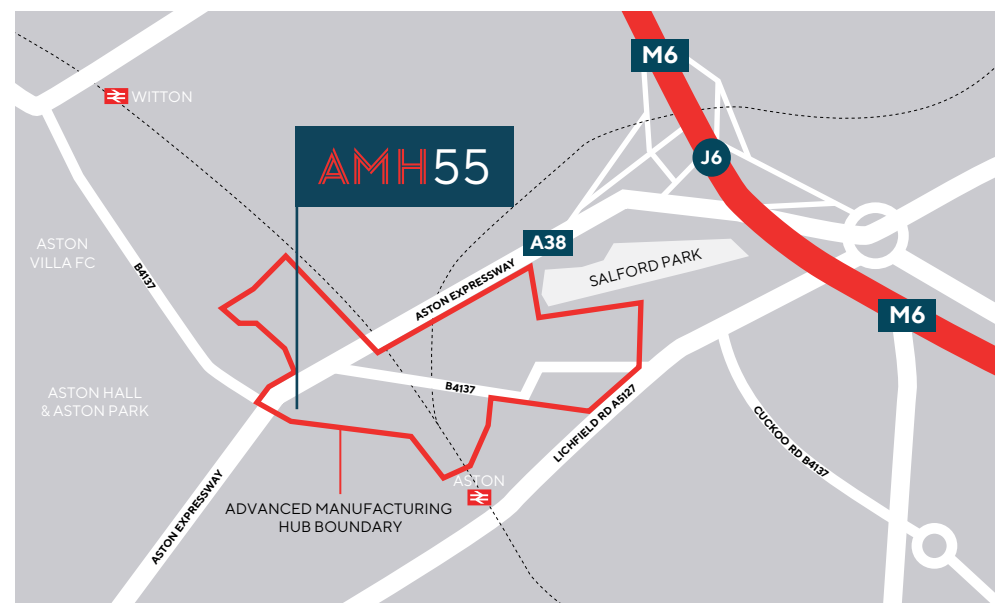 M6
WITTON
AMH55
J6
A38
ASTON
VILLA FC
B4137
ASTON EXPRESSWAY
SALFORD PARK
M6
ASTON HALL
& ASTON PARK
B4137
LICHFIELD RD A5127
CUCKOO RD B4137
ASTON
ASTON EXPRESSWAY
ADVANCED MANUFACTURING
HUB BOUNDARY